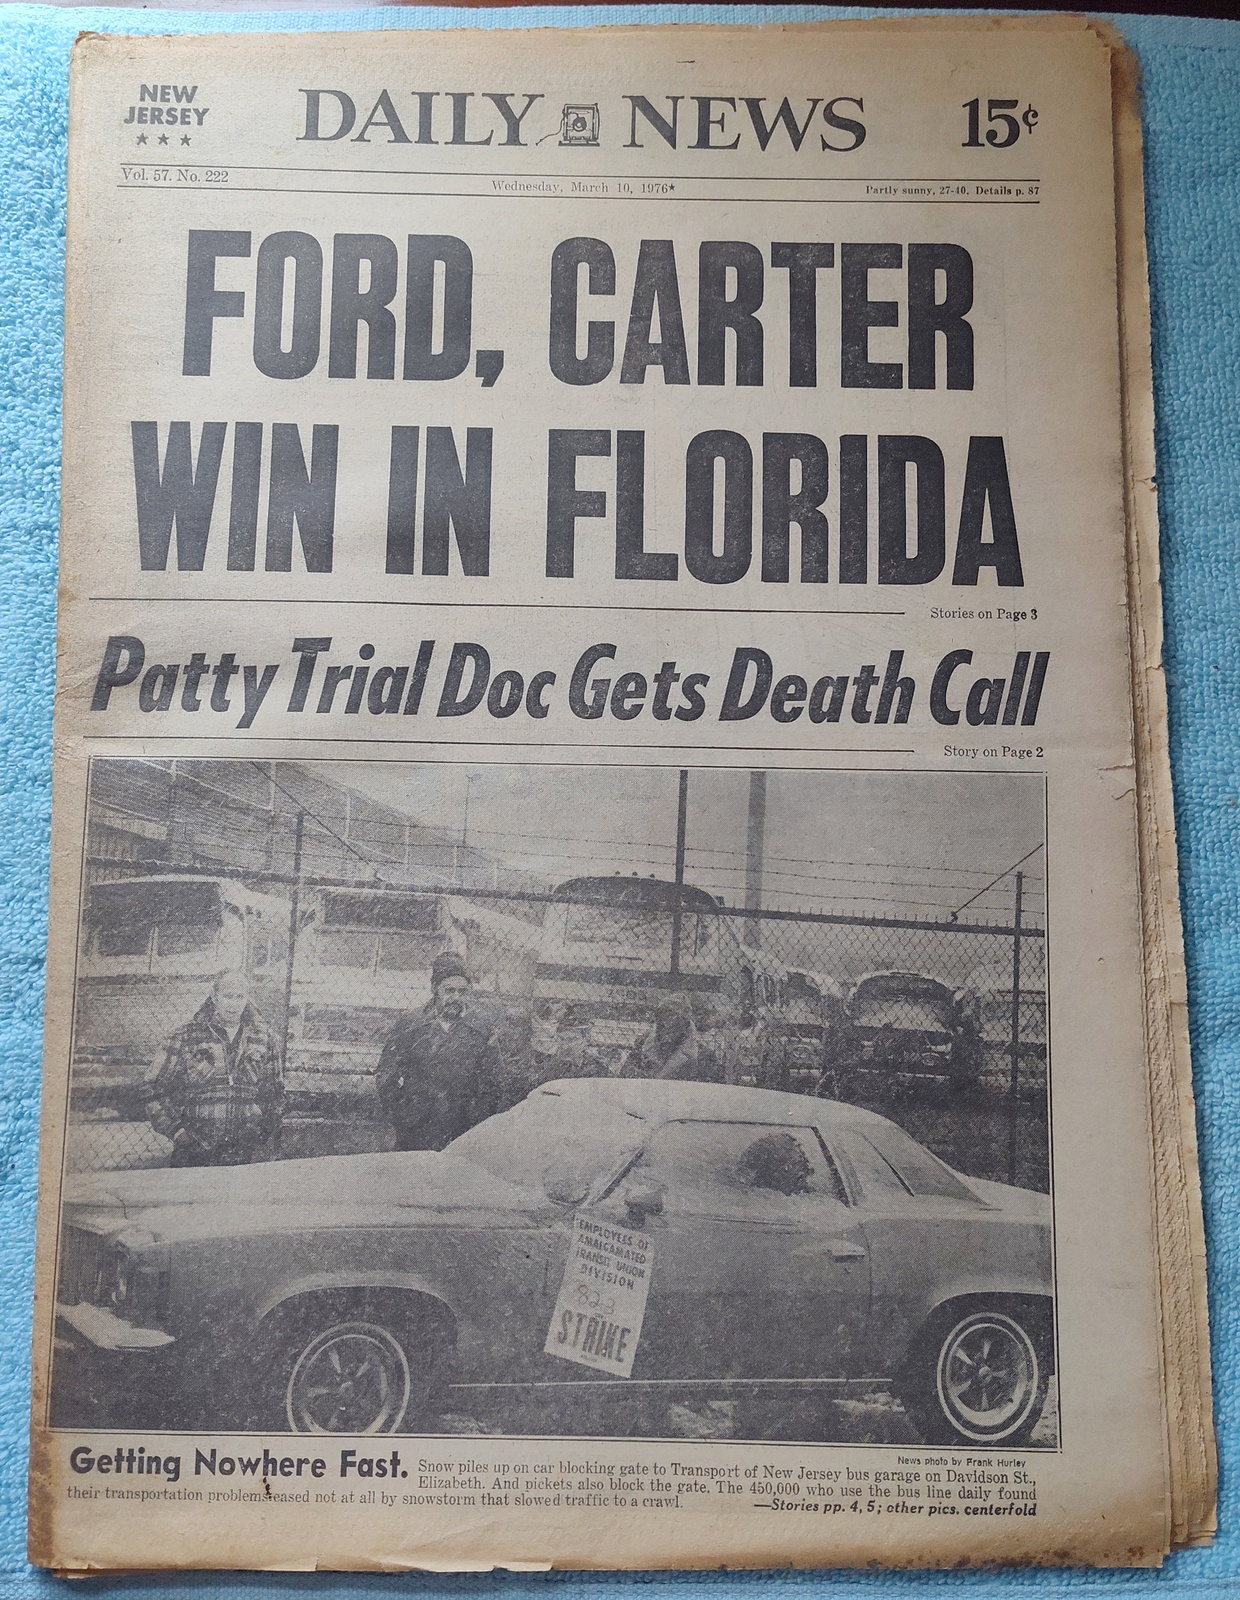 NEW
JERSEY
★ ★ ★
DAILY NEWS
15¢
Vol. 57. No. 222
Wednesday, March 10, 1976★
Partly sunny, 27-40. Details p. 87
FORD, CARTER
WIN IN FLORIDA
Stories on Page 3
Patty Trial Doc Gets Death Call
Story on Page 2
EMPLOYEES OF
AMALGAMATED
TRANSIT UNION
DIVISION
823
STRIKE
News photo by Frank Hurley
Getting Nowhere Fast. Snow piles up on car blocking gate to Transport of New Jersey bus garage on Davidson St.,
Elizabeth. And pickets also block the gate. The 450,000 who use the bus line daily found
their transportation problems eased not at all by snowstorm that slowed traffic to a crawl.
—Stories pp. 4, 5; other pics. centerfold